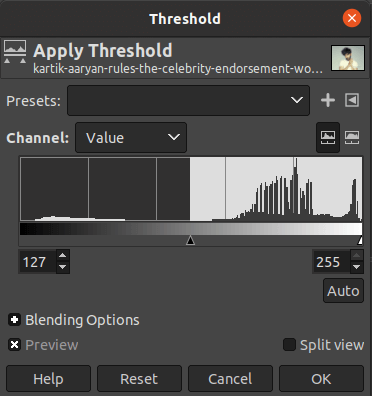 Threshold
Apply Threshold
kartik-aaryan-rules-the-celebrity-endorsement-wo...
Presets:
Channel: Value
127 255
Auto
Blending Options
Preview Split view
Help Reset Cancel OK